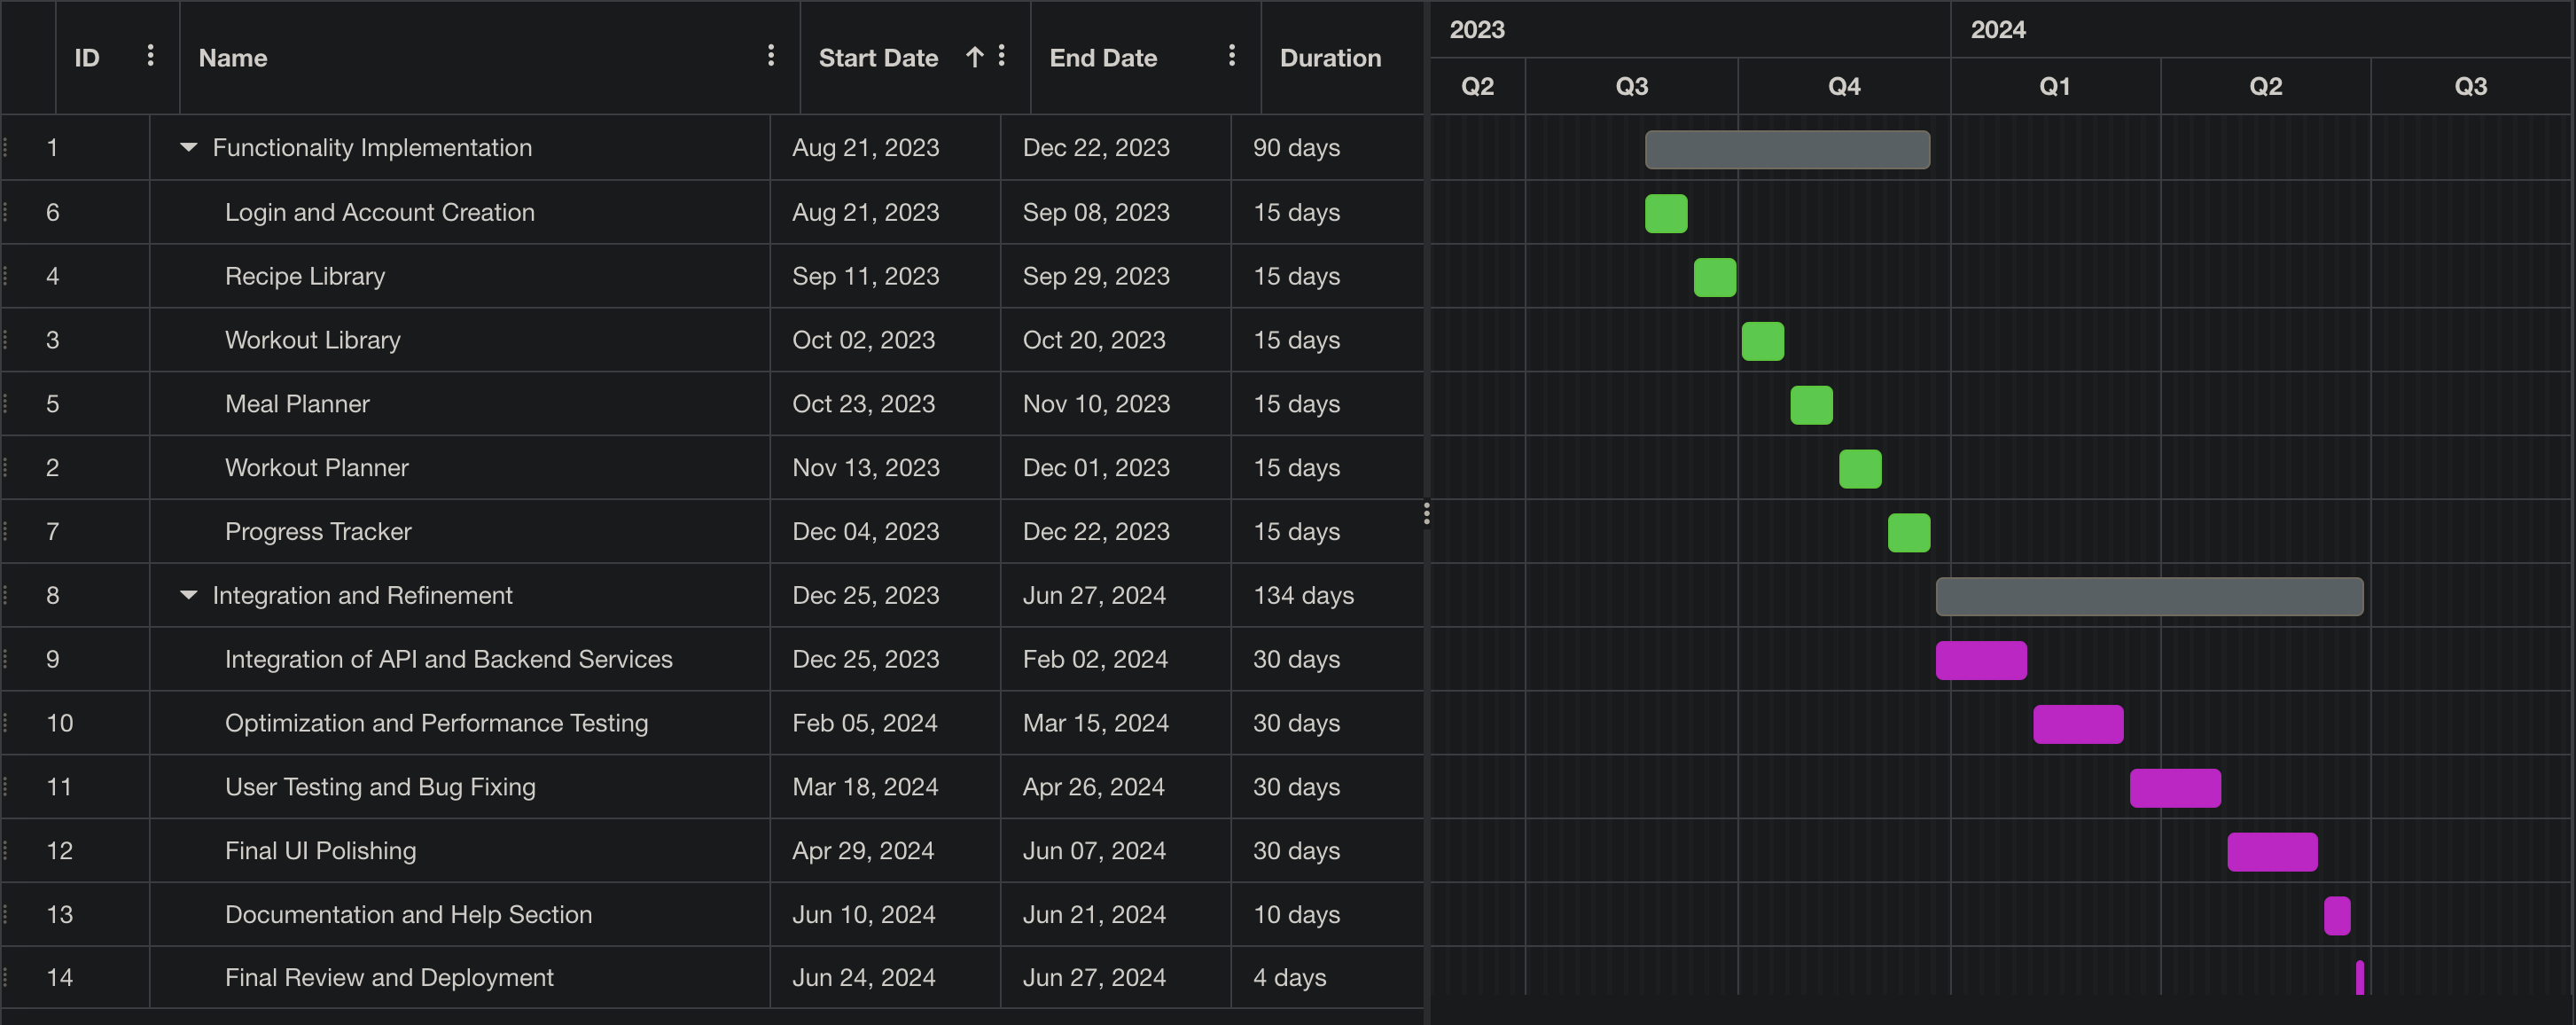 2023 2024
ID Name Start Date End Date Duration Q2 Q3 Q4 Q1 Q2 Q3
1 Functionality Implementation Aug 21, 2023 Dec 22, 2023 90 days
6 Login and Account Creation Aug 21, 2023 Sep 08, 2023 15 days
4 Recipe Library Sep 11, 2023 Sep 29, 2023 15 days
3 Workout Library Oct 02, 2023 Oct 20, 2023 15 days
5 Meal Planner Oct 23, 2023 Nov 10, 2023 15 days
2 Workout Planner Nov 13, 2023 Dec 01, 2023 15 days
7 Progress Tracker Dec 04, 2023 Dec 22, 2023 15 days
8 Integration and Refinement Dec 25, 2023 Jun 27, 2024 134 days
9 Integration of API and Backend Services Dec 25, 2023 Feb 02, 2024 30 days
10 Optimization and Performance Testing Feb 05, 2024 Mar 15, 2024 30 days
11 User Testing and Bug Fixing Mar 18, 2024 Apr 26, 2024 30 days
12 Final UI Polishing Apr 29, 2024 Jun 07, 2024 30 days
13 Documentation and Help Section Jun 10, 2024 Jun 21, 2024 10 days
14 Final Review and Deployment Jun 24, 2024 Jun 27, 2024 4 days